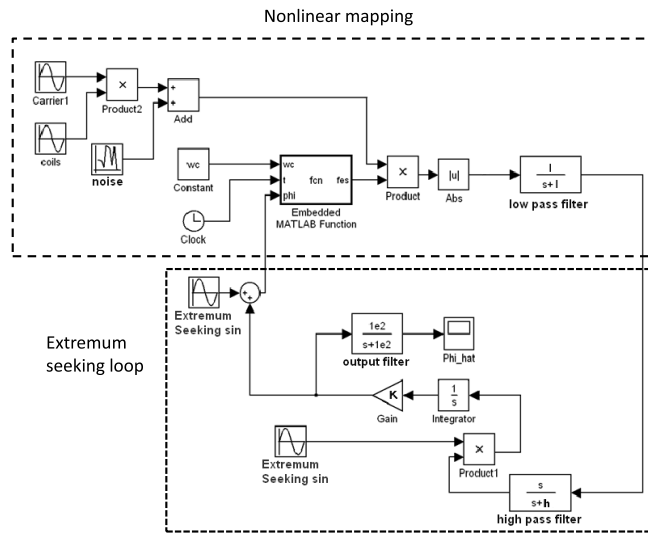 Nonlinear mapping
Carrier1
×
Product2
+
+
Add
coils
noise
wc
Constant
Clock
wc
t
phi
fcn
fes
Embedded
MATLAB Function
×
Product
|u|
Abs
l
s+l
low pass filter
Extremum
Seeking sin
+
+
Extremum
seeking loop
1e2
s+1e2
output filter
Phi_hat
K
Gain
1
s
Integrator
Extremum
Seeking sin
×
Product1
s
s+h
high pass filter